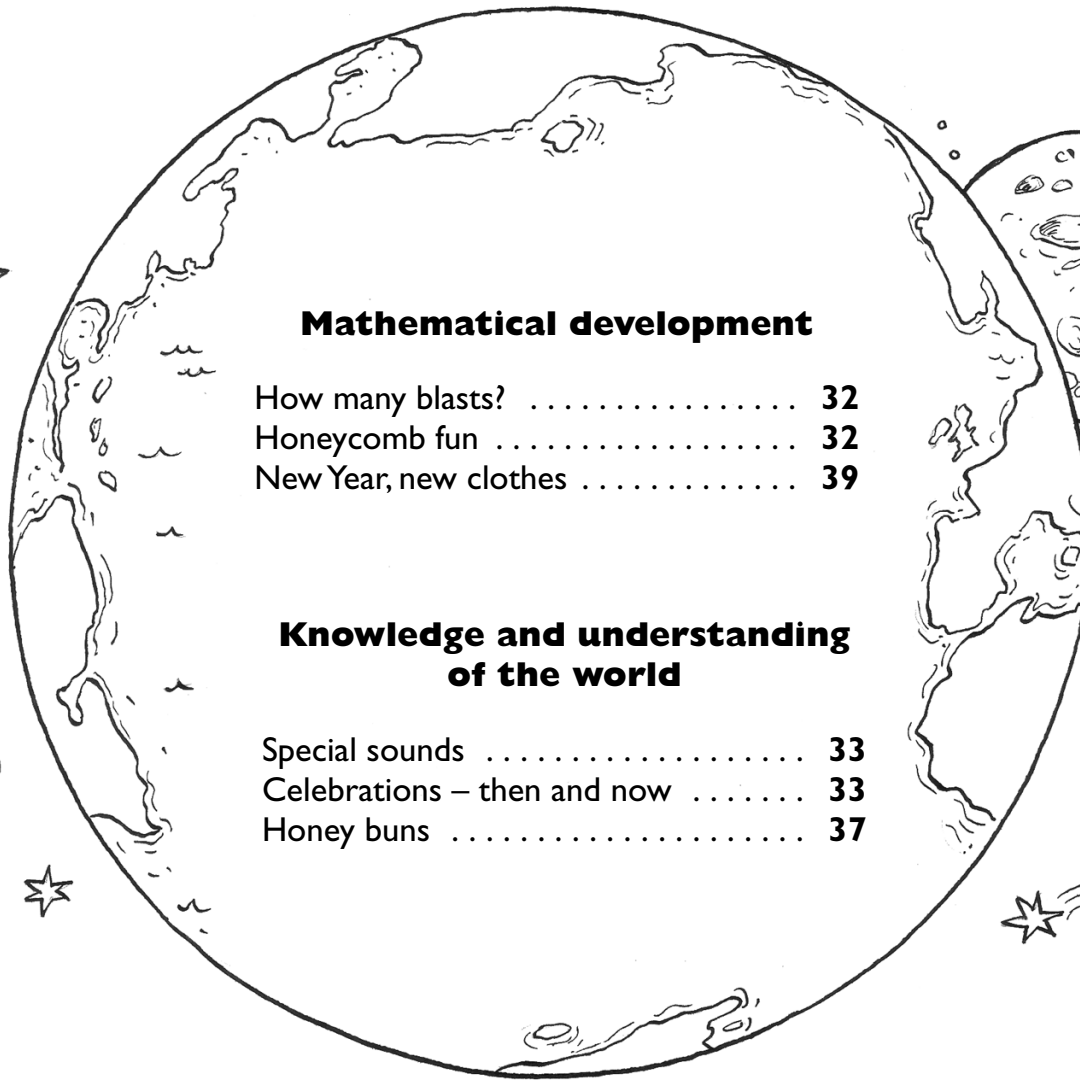 Mathematical development
How many blasts? . . . . . . . . . . . . . . . . 32
Honeycomb fun . . . . . . . . . . . . . . . . . . 32
New Year, new clothes . . . . . . . . . . . . . 39
Knowledge and understanding
of the world
Special sounds . . . . . . . . . . . . . . . . . . . 33
Celebrations – then and now . . . . . . . 33
Honey buns . . . . . . . . . . . . . . . . . . . . . 37